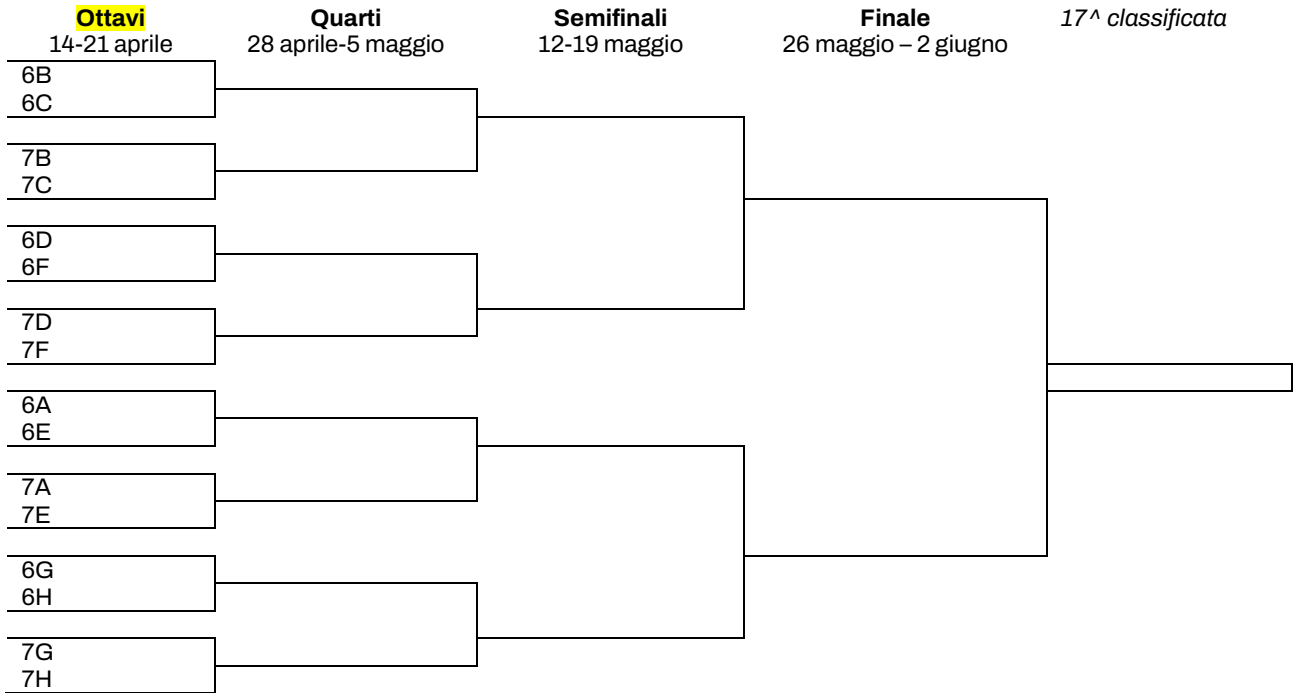 Ottavi Quarti Semifinali Finale 17^ classificata
14-21 aprile 28 aprile-5 maggio 12-19 maggio 26 maggio – 2 giugno
6B
6C
7B
7C
6D
6F
7D
7F
6A
6E
7A
7E
6G
6H
7G
7H